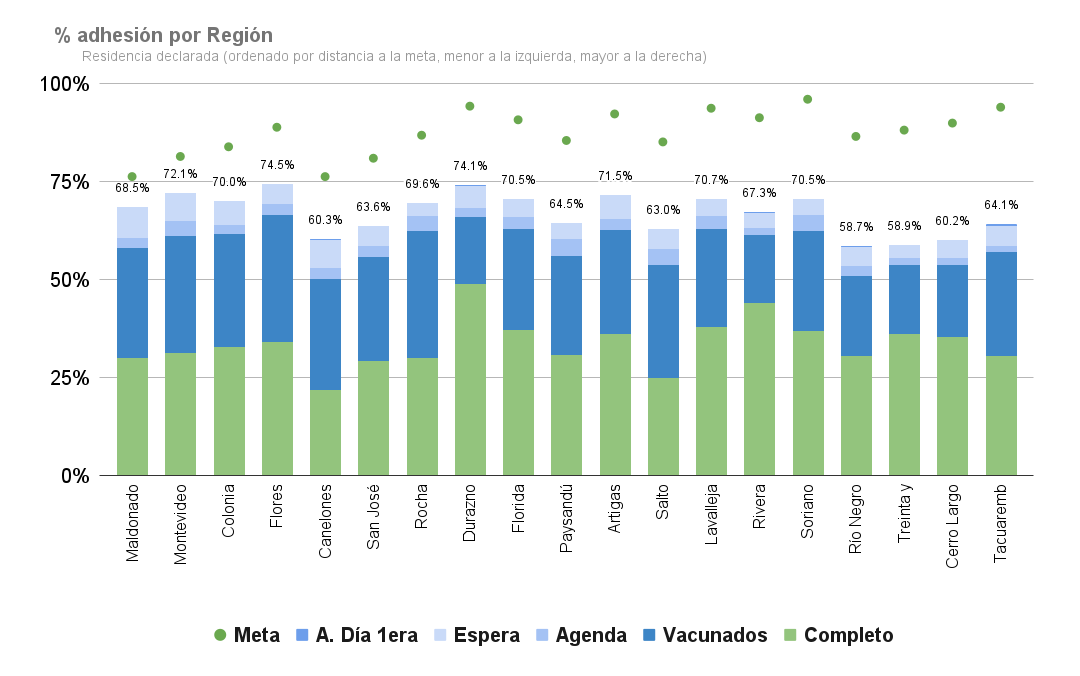 % adhesión por Región
Residencia declarada (ordenado por distancia a la meta, menor a la izquierda, mayor a la derecha)
100%
75%
50%
25%
0%
68.5%
72.1%
70.0%
74.5%
60.3%
63.6%
69.6%
74.1%
70.5%
64.5%
71.5%
63.0%
70.7%
67.3%
70.5%
58.7%
58.9%
60.2%
64.1%
Maldonado
Montevideo
Colonia
Flores
Canelones
San José
Rocha
Durazno
Florida
Paysandú
Artigas
Salto
Lavalleja
Rivera
Soriano
Río Negro
Treinta y
Cerro Largo
Tacuaremb
Meta
A. Día 1era
Espera
Agenda
Vacunados
Completo